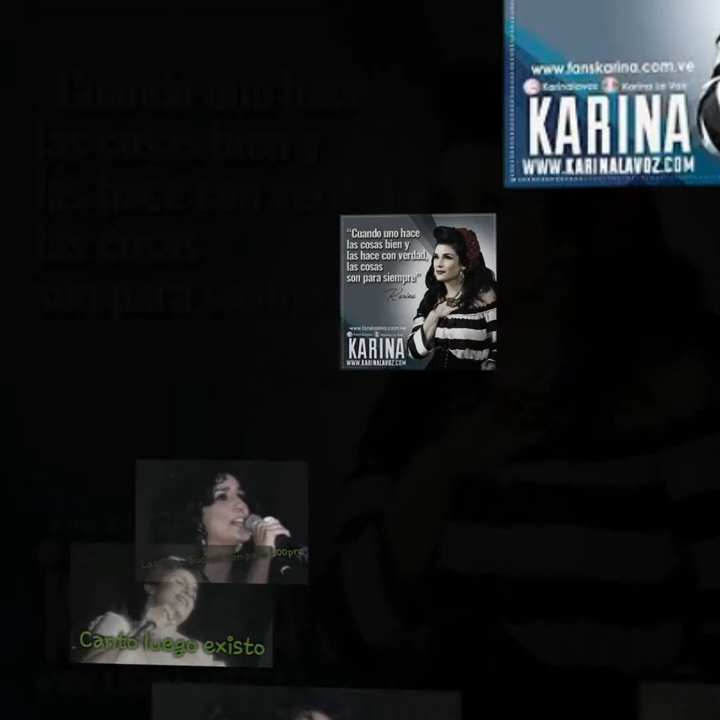 www.fanskarina.com.ve
Karinalavoz Karina La Voz
KARINA
WWW.KARINALAVOZ.COM
"Cuando uno hace
las cosas bien y
las hace con verdad,
las cosas
son para siempre"
Karina
www.fanskarina.com.ve
KARINA
WWW.KARINALAVOZ.COM
Canto luego existo